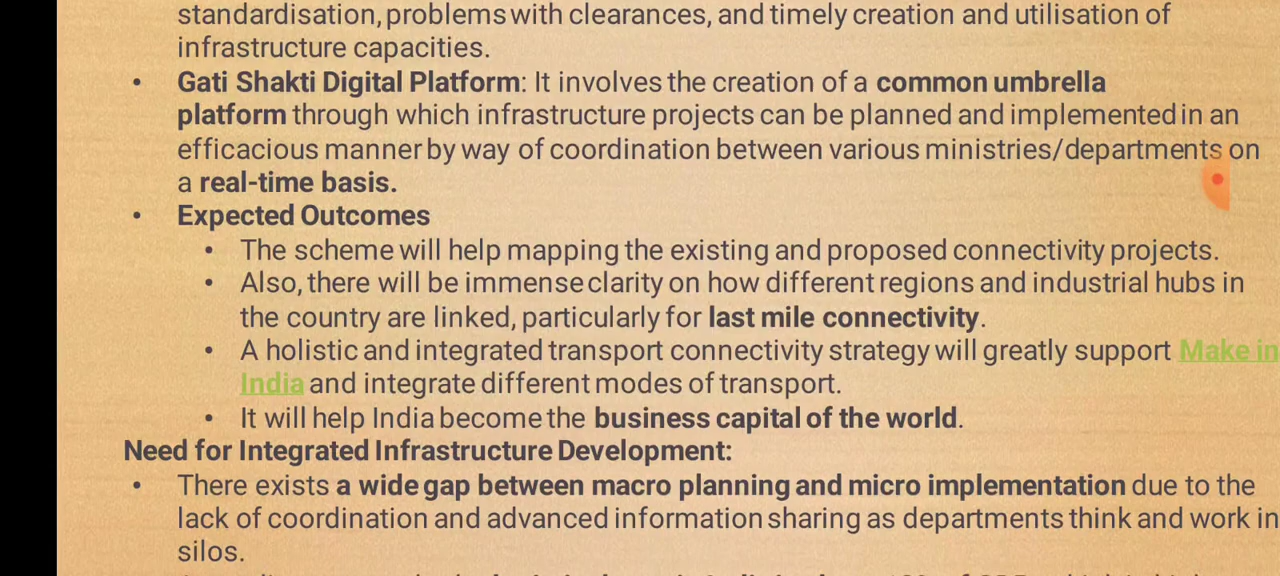 standardisation, problems with clearances, and timely creation and utilisation of
infrastructure capacities.
• Gati Shakti Digital Platform: It involves the creation of a common umbrella
platform through which infrastructure projects can be planned and implemented in an
efficacious manner by way of coordination between various ministries/departments on
a real-time basis.
• Expected Outcomes
• The scheme will help mapping the existing and proposed connectivity projects.
• Also, there will be immense clarity on how different regions and industrial hubs in
the country are linked, particularly for last mile connectivity.
• A holistic and integrated transport connectivity strategy will greatly support Make in
India and integrate different modes of transport.
• It will help India become the business capital of the world.
Need for Integrated Infrastructure Development:
• There exists a wide gap between macro planning and micro implementation due to the
lack of coordination and advanced information sharing as departments think and work in
silos.